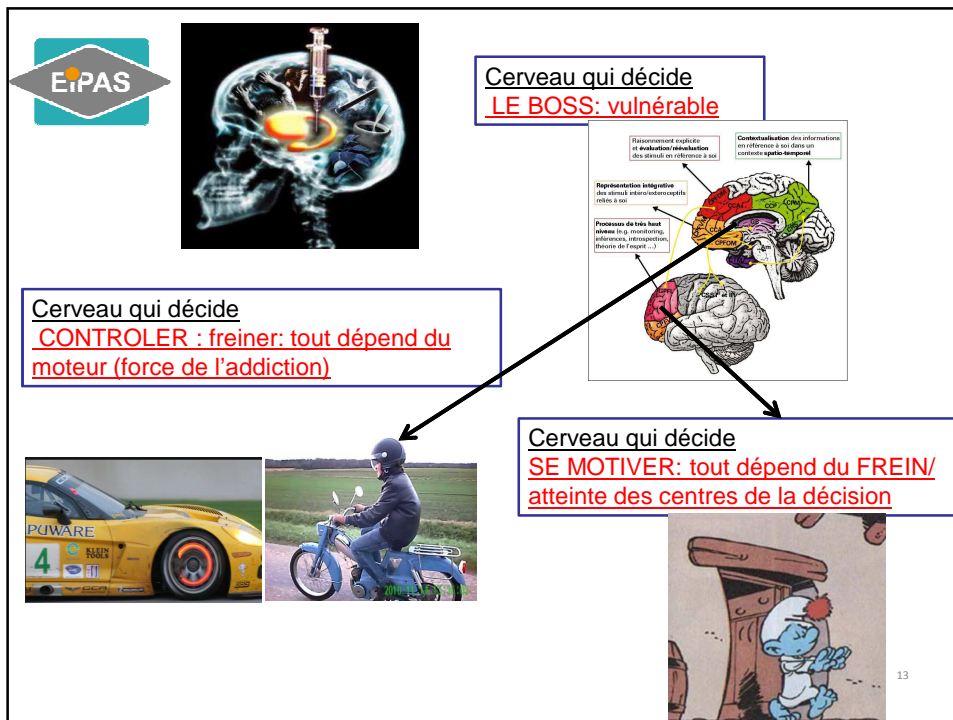 EiPAS
Cerveau qui décide
LE BOSS: vulnérable
Raisonnement explicite
et évaluation/réévaluation
des stimuli en référence à soi
Contextualisation des informations
en référence à soi dans un
contexte spatio-temporel
Représentation intégrative
des stimuli intéro/exteroceptifs
reliés à soi
Processus de très haut
niveau (e.g. monitoring,
inférences, introspection,
théorie de l'esprit ...)
CPFOM
Cerveau qui décide
CONTROLER : freiner: tout dépend du
moteur (force de l'addiction)
Cerveau qui décide
SE MOTIVER: tout dépend du FREIN/
atteinte des centres de la décision
PUWARE
4
KLEIN
TOOLS
13